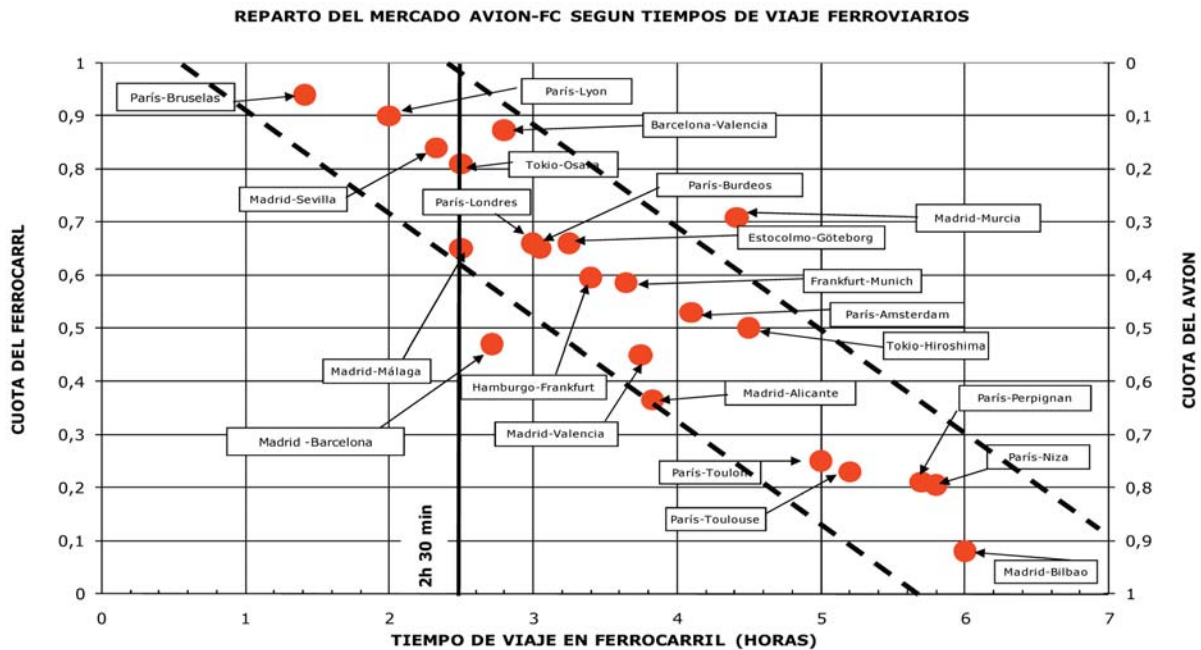 REPARTO DEL MERCADO AVION-FC SEGUN TIEMPOS DE VIAJE FERROVIARIOS
CUOTA DEL FERROCARRL
1
0,9
0,8
0,7
0,6
0,5
0,4
0,3
0,2
0,1
0
París-Bruselas
París-Lyon
Barcelona-Valencia
Tokio-Osaka
Madrid-Sevilla
París-Londres
París-Burdeos
Madrid-Murcia
Estocolmo-Göteborg
Frankfurt-Munich
París-Amsterdam
Tokio-Hiroshima
Madrid-Málaga
Hamburgo-Frankfurt
Madrid-Alicante
París-Perpignan
Madrid -Barcelona
Madrid-Valencia
París-Niza
París-Toulon
París-Toulouse
Madrid-Bilbao
2h 30 min
0
0,1
0,2
0,3
0,4
0,5
0,6
0,7
0,8
0,9
1
CUOTA DEL AVION
0 1 2 3 4 5 6 7
TIEMPO DE VIAJE EN FERROCARRIL (HORAS)